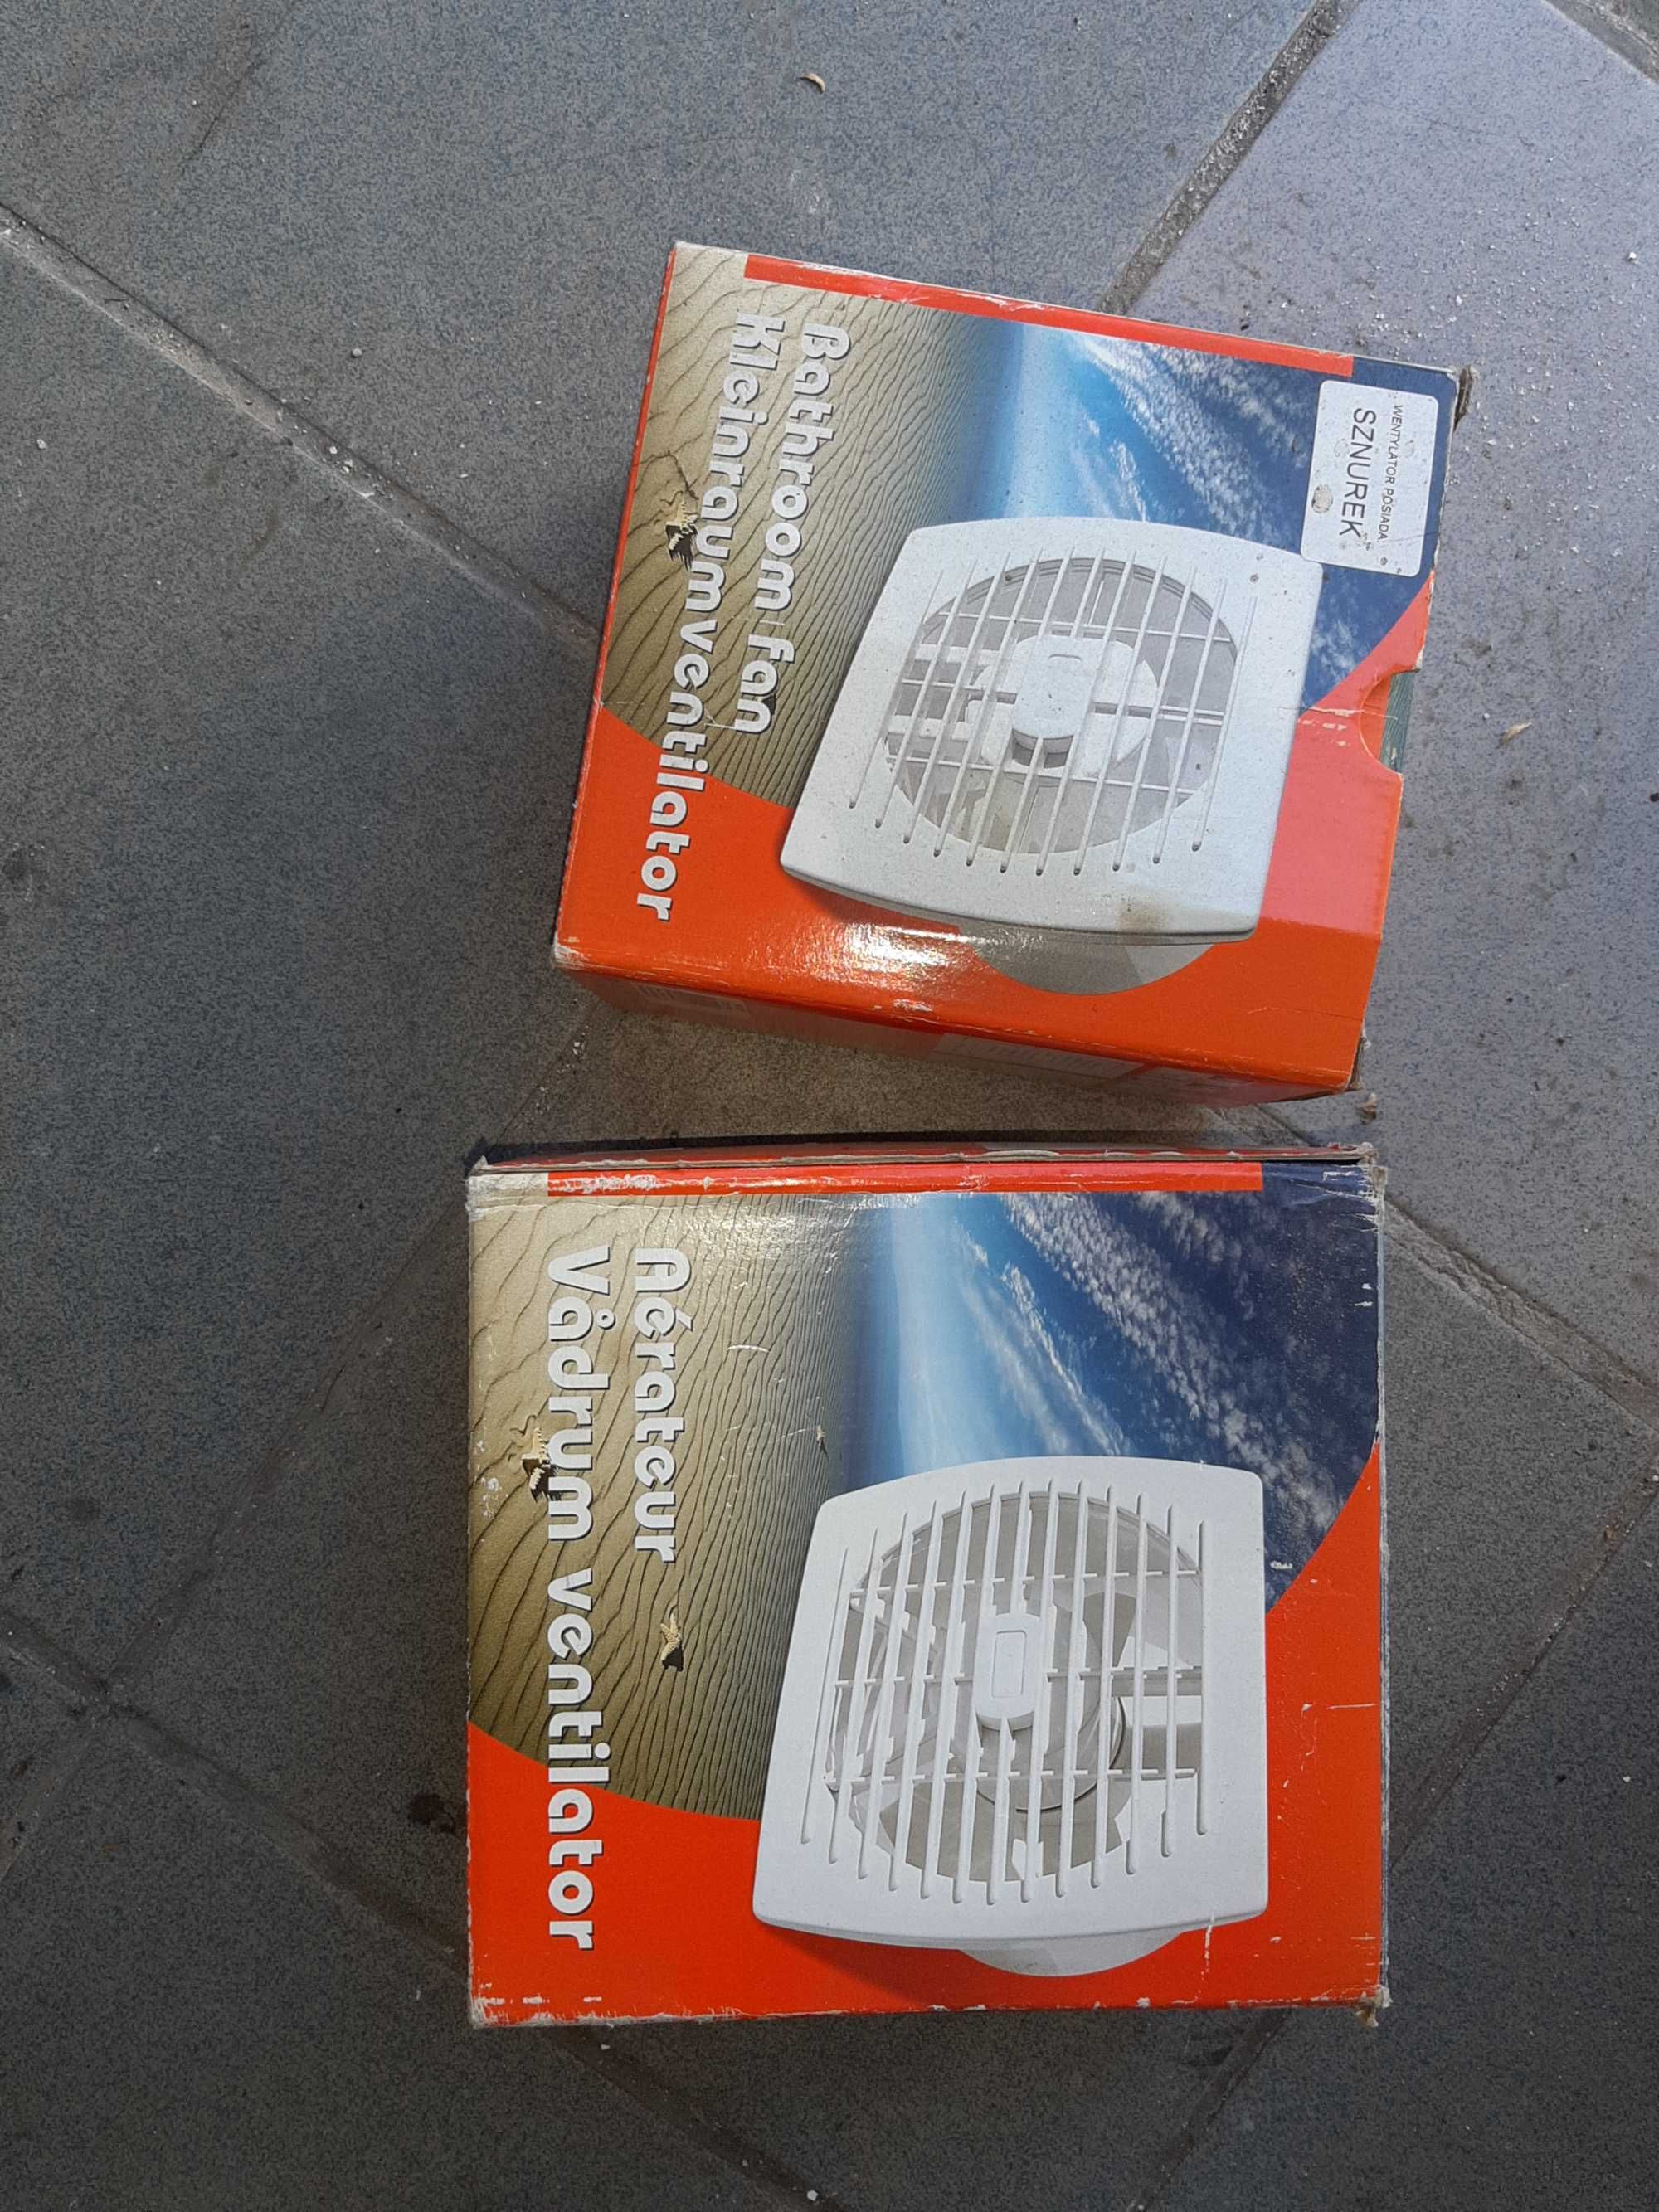 WENTYLATOR POSIADA:
SZNUREK
Bathroom fan
Kleinraumventilator
Aérateur
Vådrum ventilator